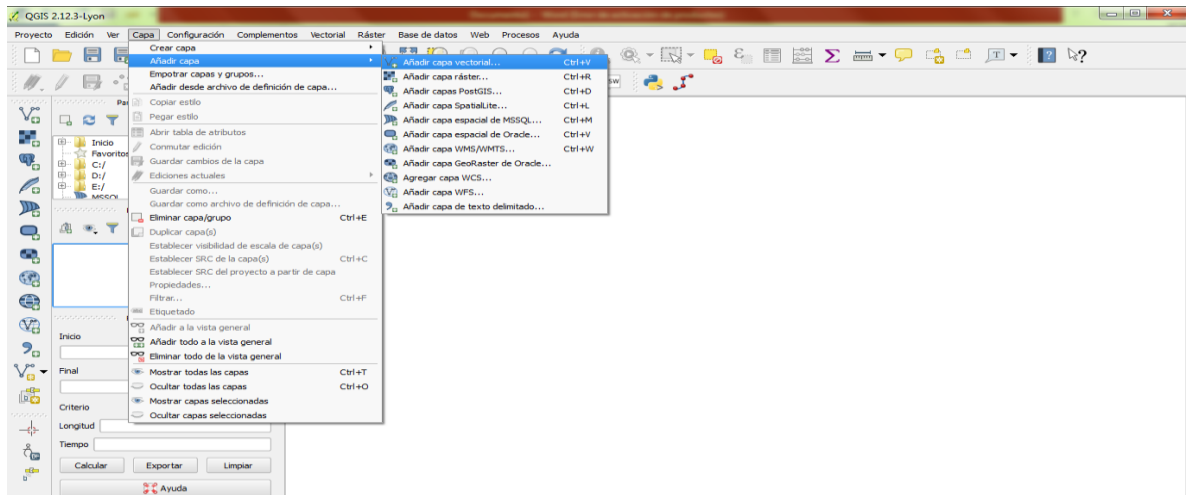 QGIS 2.12.3-Lyon
Proyecto Edición Ver Capa Configuración Complementos Vectorial Ráster Base de datos Web Procesos Ayuda
Crear capa
Añadir capa
Empotrar capas y grupos...
Añadir desde archivo de definición de capa...
Copiar estilo
Pegar estilo
Abrir tabla de atributos
Conmutar edición
Guardar cambios de la capa
Ediciones actuales
Guardar como...
Guardar como archivo de definición de capa...
Eliminar capa/grupo Ctrl+E
Duplicar capa(s)
Establecer visibilidad de escala de capa(s)
Establecer SRC de la capa(s) Ctrl+C
Establecer SRC del proyecto a partir de capa
Propiedades...
Filtrar... Ctrl+F
Etiquetado
Añadir a la vista general
Añadir todo a la vista general
Eliminar todo de la vista general
Mostrar todas las capas Ctrl+T
Ocultar todas las capas Ctrl+O
Mostrar capas seleccionadas
Ocultar capas seleccionadas
Añadir capa vectorial... Ctrl+V
Añadir capa ráster... Ctrl+R
Añadir capas PostGIS... Ctrl+D
Añadir capa SpatiaLite... Ctrl+L
Añadir capa espacial de MSSQL... Ctrl+M
Añadir capa espacial de Oracle... Ctrl+V
Añadir capa WMS/WMTS... Ctrl+W
Añadir capa GeoRaster de Oracle...
Agregar capa WCS...
Añadir capa WFS...
Añadir capa de texto delimitado...
Inicio
Favoritos
C:/
D:/
E:/
MSSQL
Inicio
Final
Criterio
Longitud
Tiempo
Calcular Exportar Limpiar
Ayuda